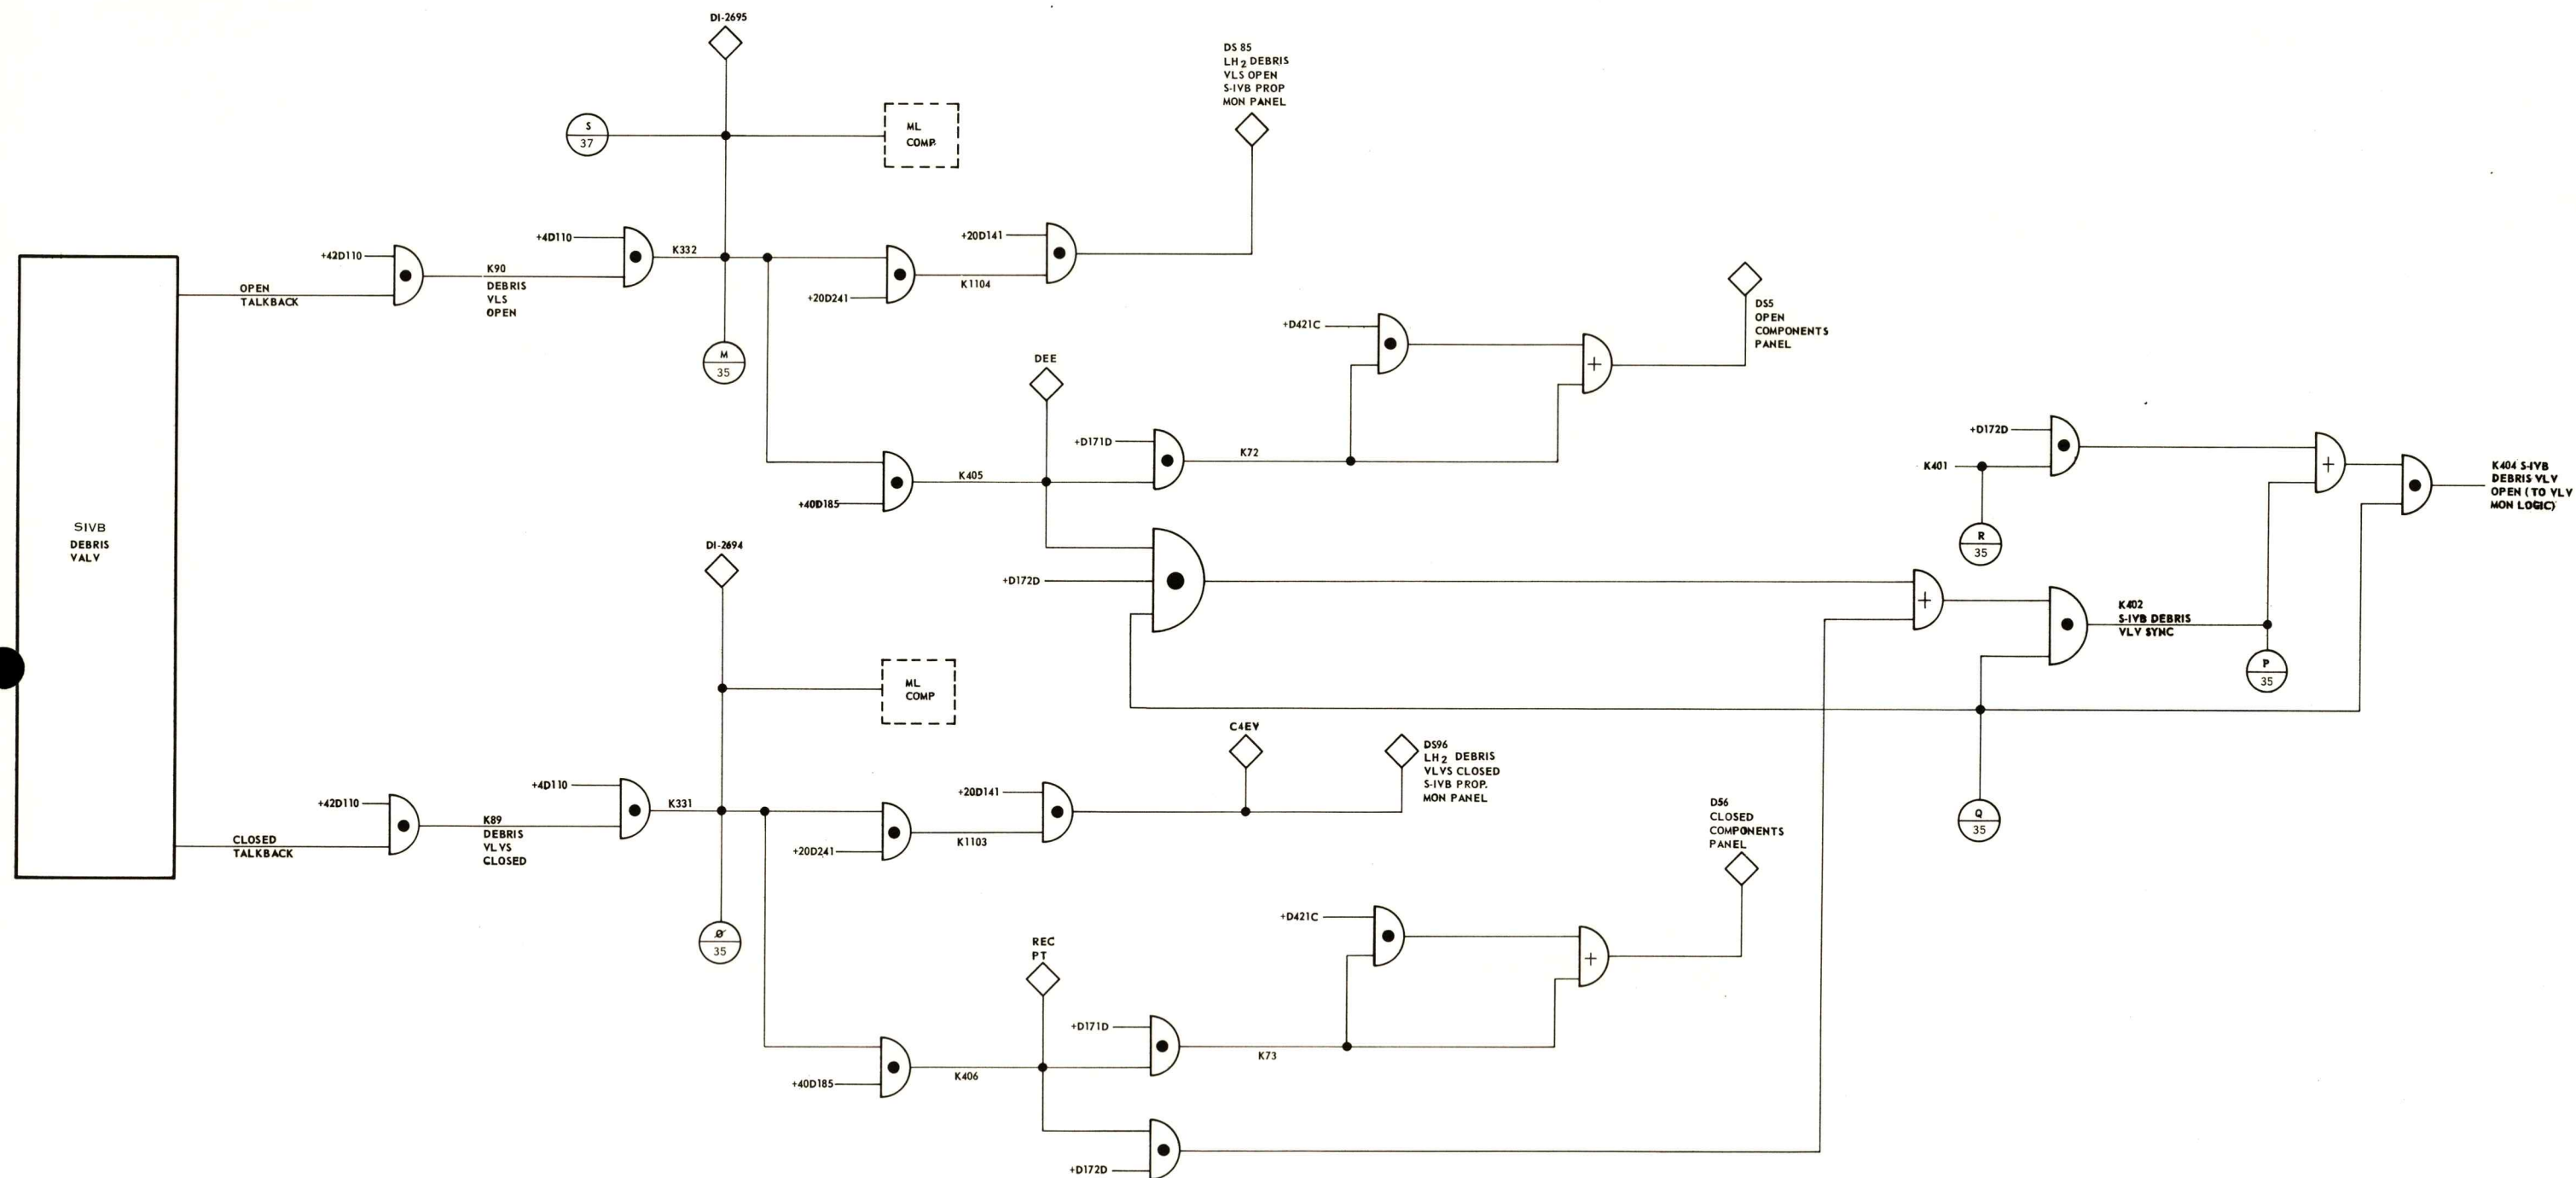 DI-2695
DS 85
LH2 DEBRIS
VLS OPEN
S-IVB PROP
MON PANEL
S
37
ML
COMP.
+42D110
OPEN
TALKBACK
K90
DEBRIS
VLS
OPEN
+4D110
K332
+20D241
K1104
+20D141
M
35
DS5
OPEN
COMPONENTS
PANEL
+D421C
DEE
+D171D
K72
K405
+40D185
+D172D
+D172D
K401
R
35
K404 S-IVB
DEBRIS VLV
OPEN ( TO VLV
MON LOGIC)
SIVB
DEBRIS
VALV
DI-2694
K402
S-IVB DEBRIS
VLV SYNC
P
35
ML
COMP
C4EV
DS96
LH2 DEBRIS
VLVS CLOSED
S-IVB PROP.
MON PANEL
Q
35
+42D110
CLOSED
TALKBACK
K89
DEBRIS
VLVS
CLOSED
+4D110
K331
+20D241
K1103
+20D141
DS6
CLOSED
COMPONENTS
PANEL
Ø
35
+D421C
REC
PT
+D171D
K73
K406
+40D185
+D172D